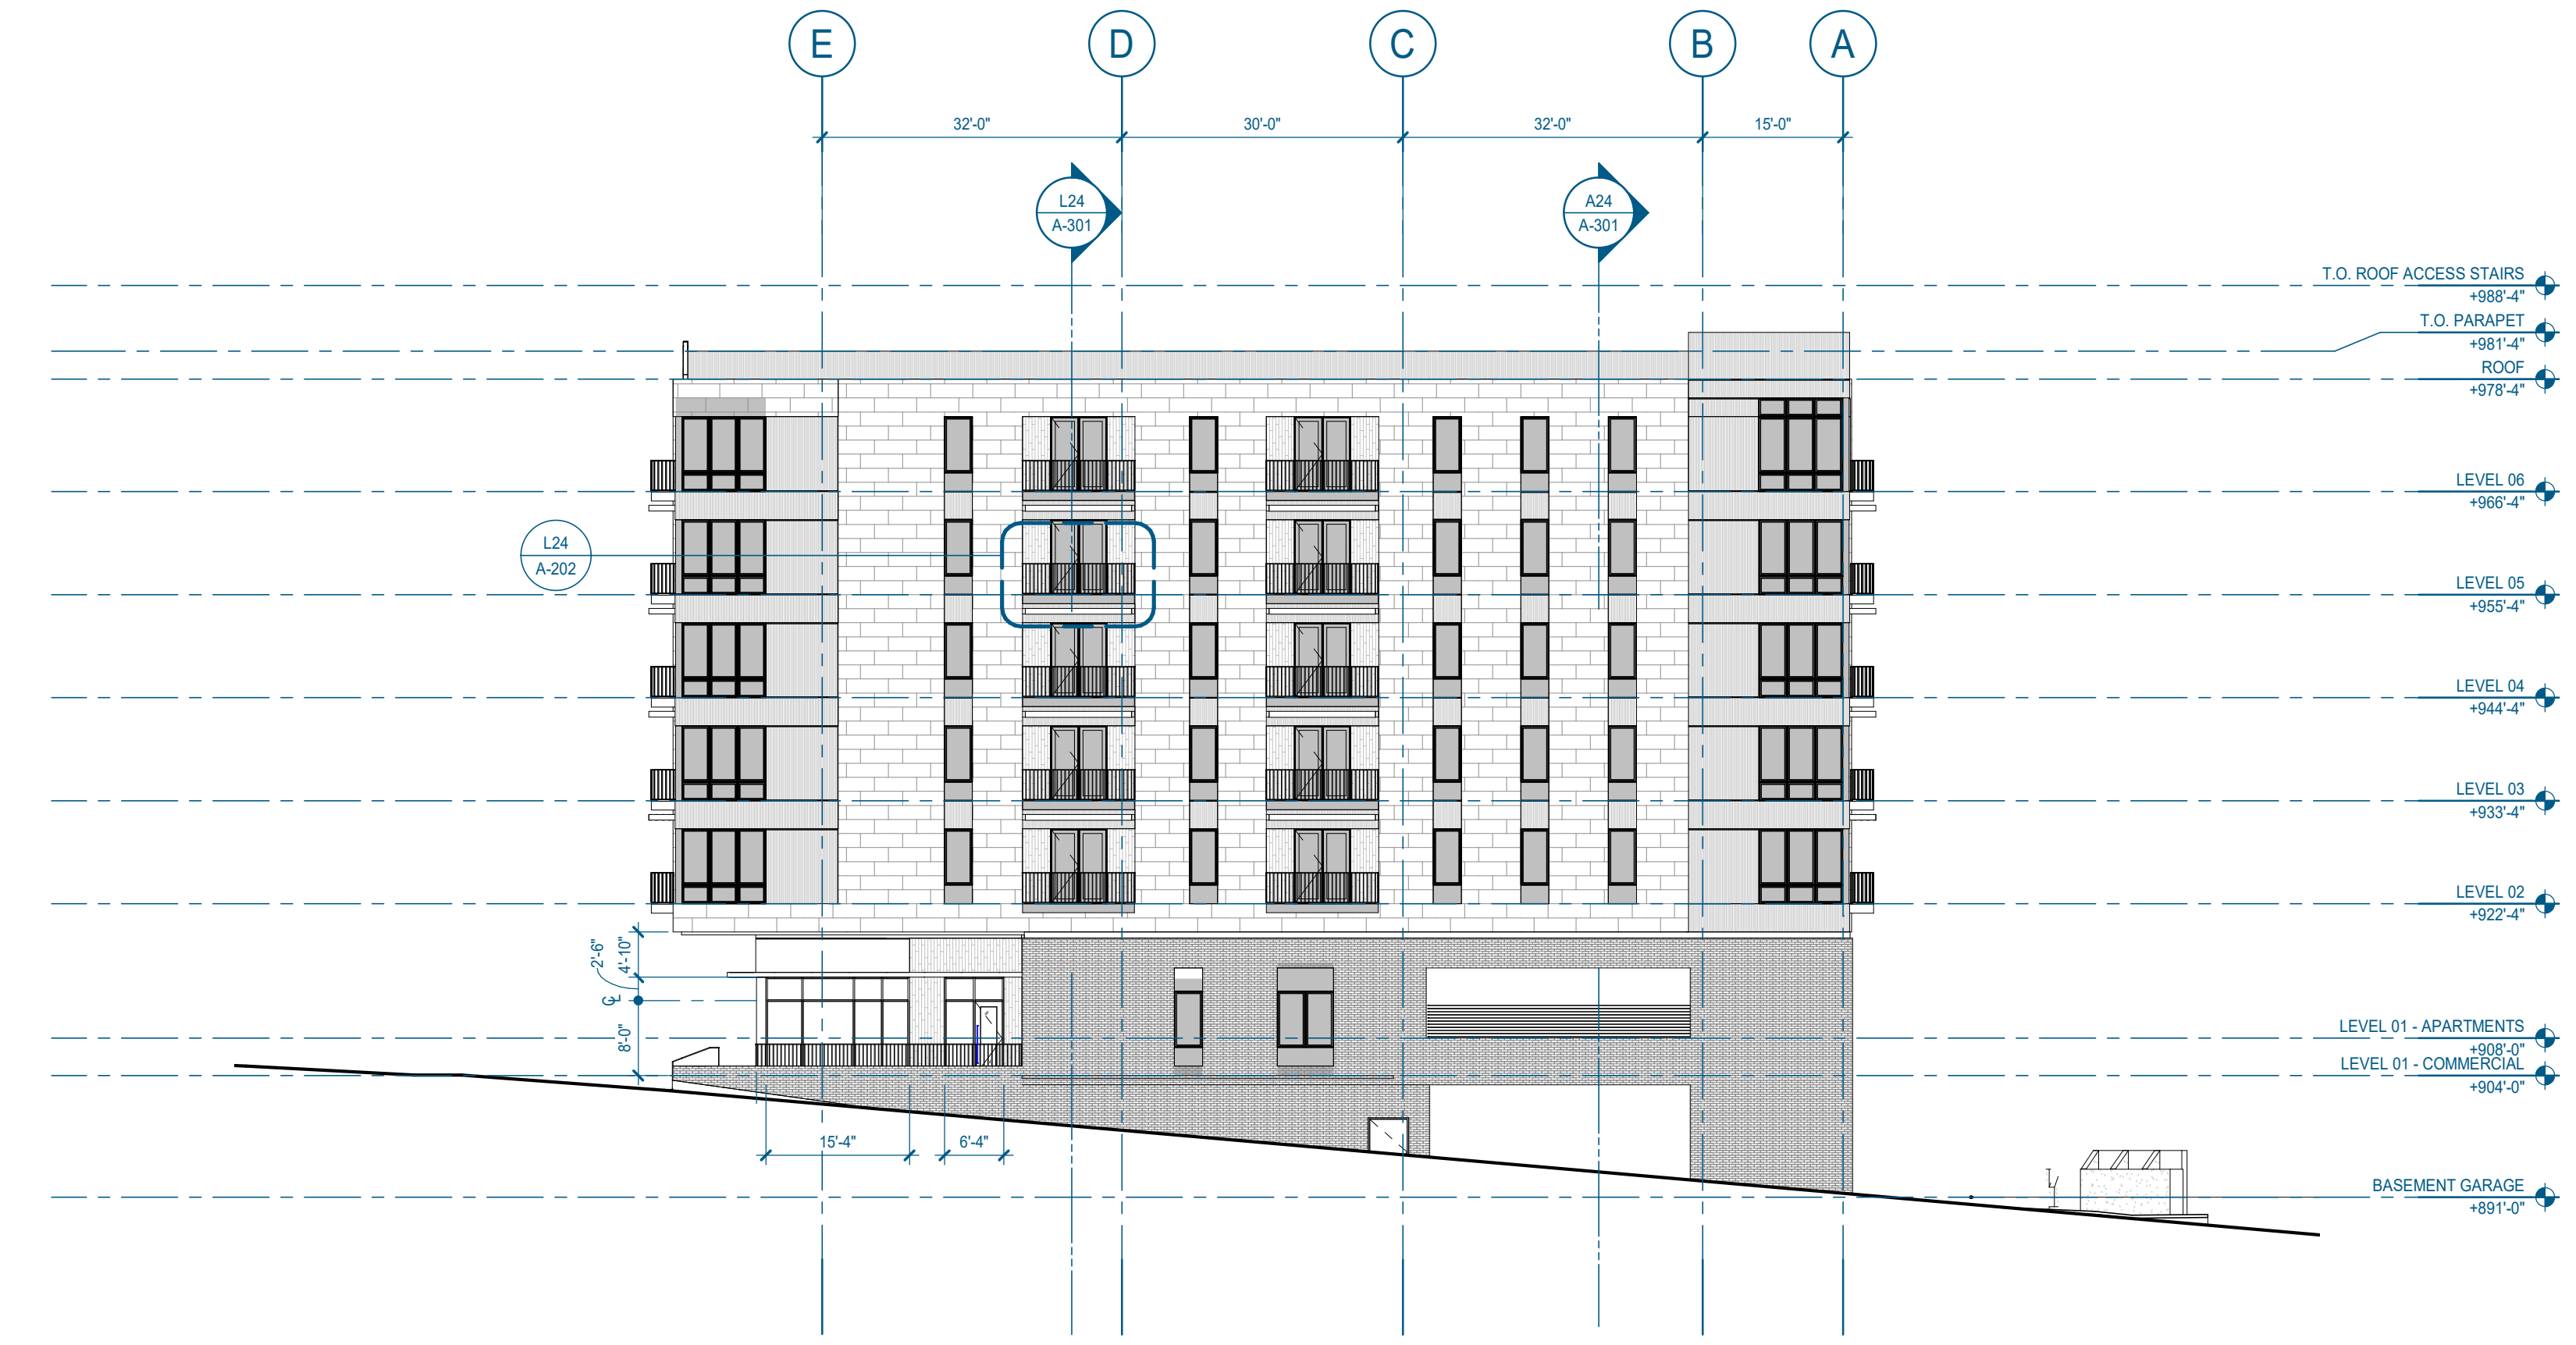 E
D
C
B
A
32'-0"
30'-0"
32'-0"
15'-0"
L24
A-301
A24
A-301
T.O. ROOF ACCESS STAIRS
+988'-4"
T.O. PARAPET
+981'-4"
ROOF
+978'-4"
LEVEL 06
+966'-4"
L24
A-202
LEVEL 05
+955'-4"
LEVEL 04
+944'-4"
LEVEL 03
+933'-4"
LEVEL 02
+922'-4"
2'-6"
4'-10"
CL
8'-0"
LEVEL 01 - APARTMENTS
+908'-0"
LEVEL 01 - COMMERCIAL
+904'-0"
15'-4"
6'-4"
BASEMENT GARAGE
+891'-0"